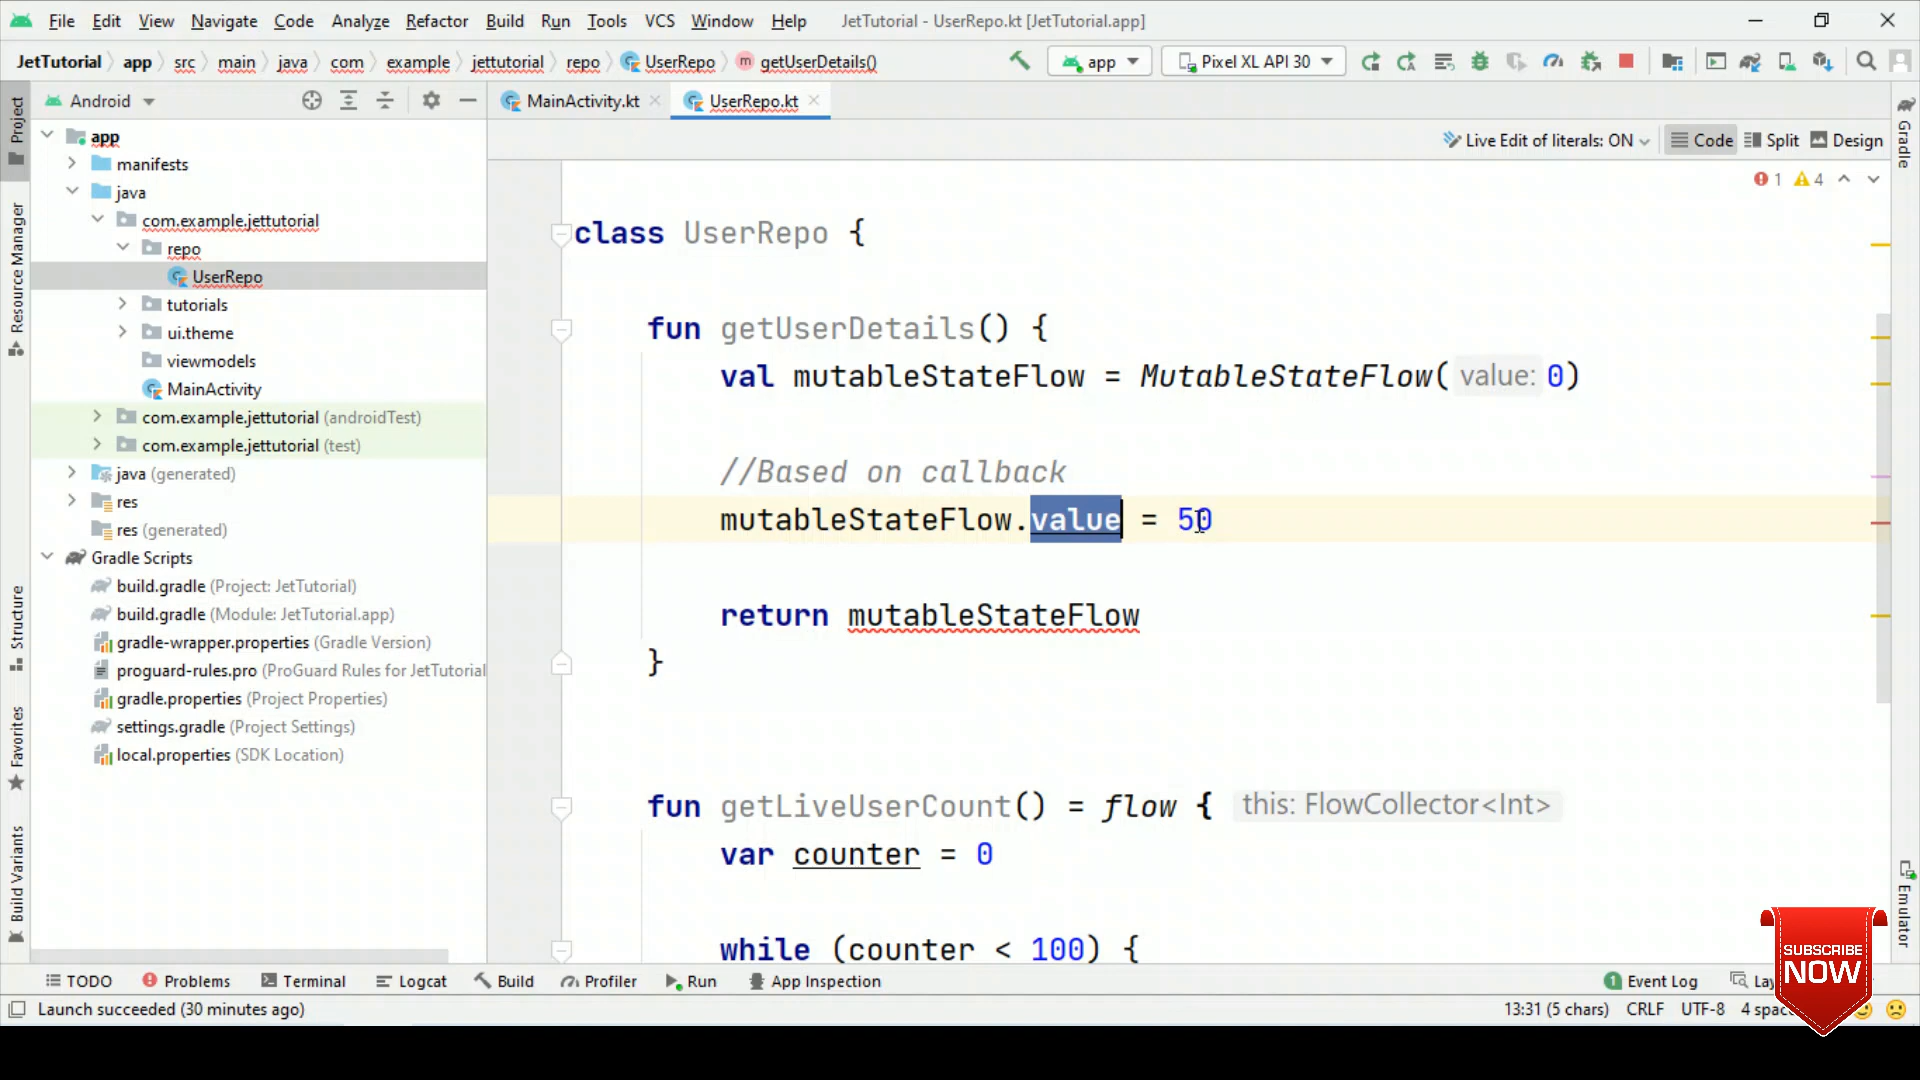 File Edit View Navigate Code Analyze Refactor Build Run Tools VCS Window Help JetTutorial - UserRepo.kt [JetTutorial.app]
JetTutorial app src main java com example jettutorial repo UserRepo m getUserDetails() app Pixel XL API 30
Android MainActivity.kt UserRepo.kt
Live Edit of literals: ON Code Split Design
1 4
Project
Resource Manager
Structure
Favorites
Build Variants
app
manifests
java
com.example.jettutorial
repo
UserRepo
tutorials
ui.theme
viewmodels
MainActivity
com.example.jettutorial (androidTest)
com.example.jettutorial (test)
java (generated)
res
res (generated)
Gradle Scripts
build.gradle (Project: JetTutorial)
build.gradle (Module: JetTutorial.app)
gradle-wrapper.properties (Gradle Version)
proguard-rules.pro (ProGuard Rules for JetTutorial
gradle.properties (Project Properties)
settings.gradle (Project Settings)
local.properties (SDK Location)
class UserRepo {
fun getUserDetails() {
val mutableStateFlow = MutableStateFlow( value: 0)
//Based on callback
mutableStateFlow.value = 50
return mutableStateFlow
}
fun getLiveUserCount() = flow { this: FlowCollector<Int>
var counter = 0
while (counter < 100) {
Gradle
Emulator
TODO Problems Terminal Logcat Build Profiler Run App Inspection 1 Event Log
Launch succeeded (30 minutes ago) 13:31 (5 chars) CRLF UTF-8 4
SUBSCRIBE
NOW